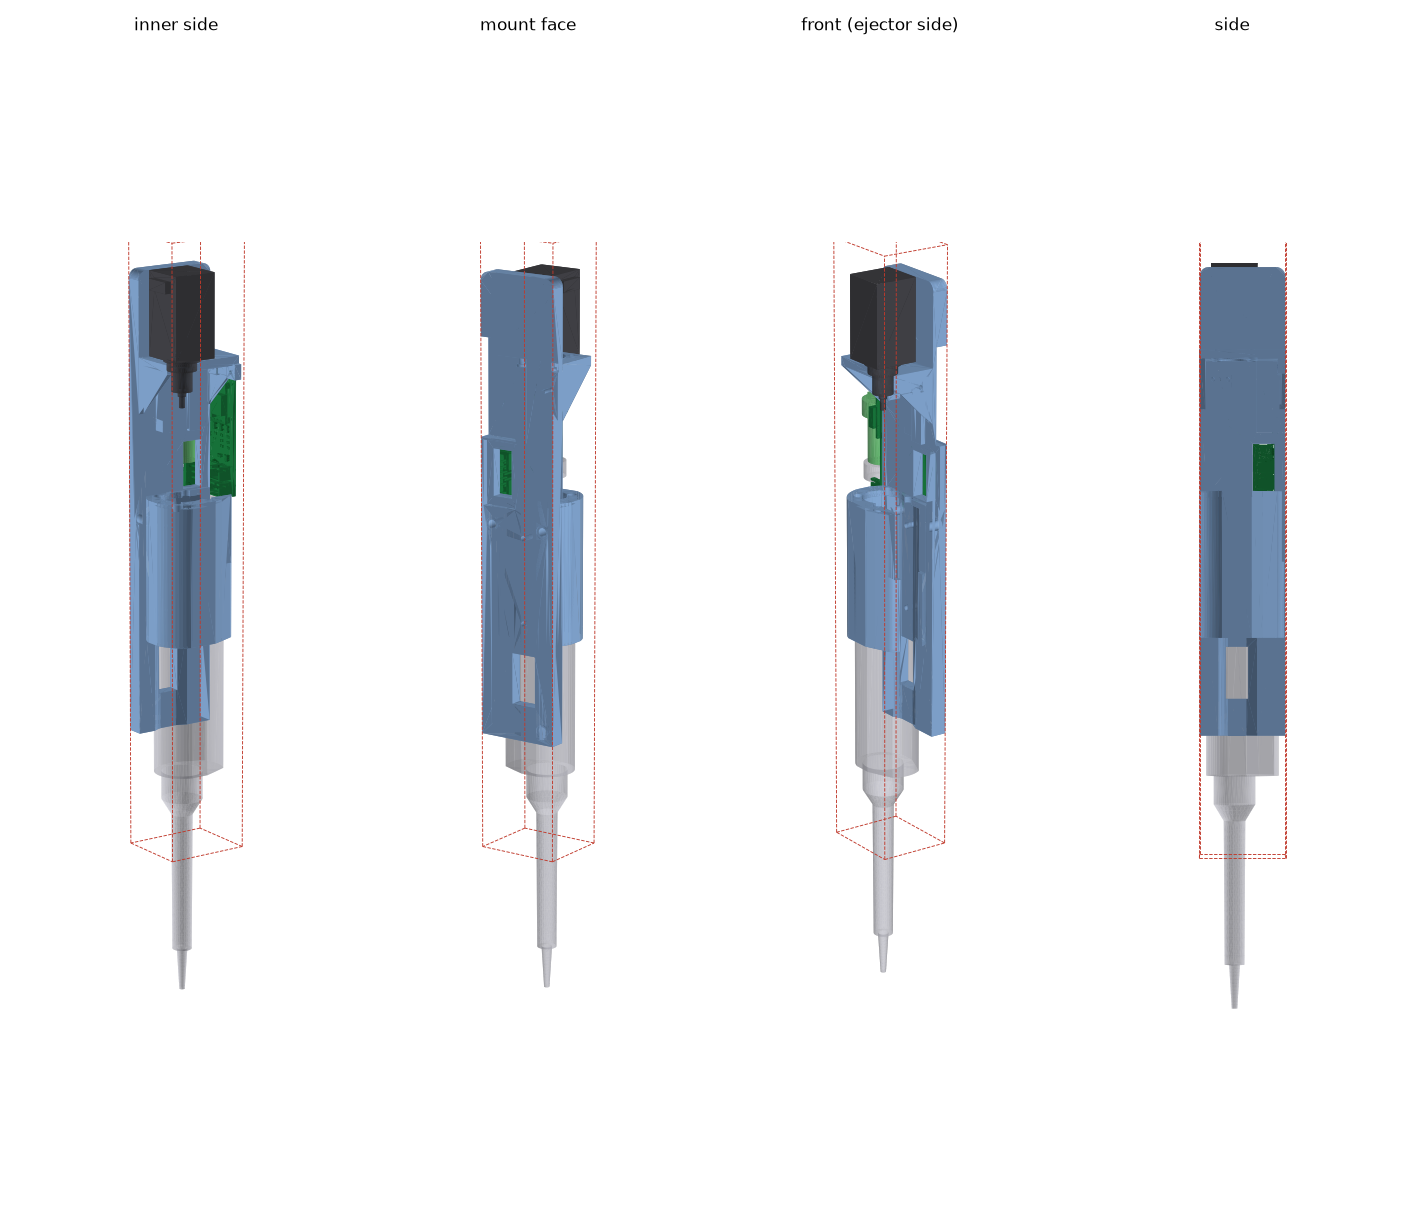 inner side
mount face
front (ejector side)
side